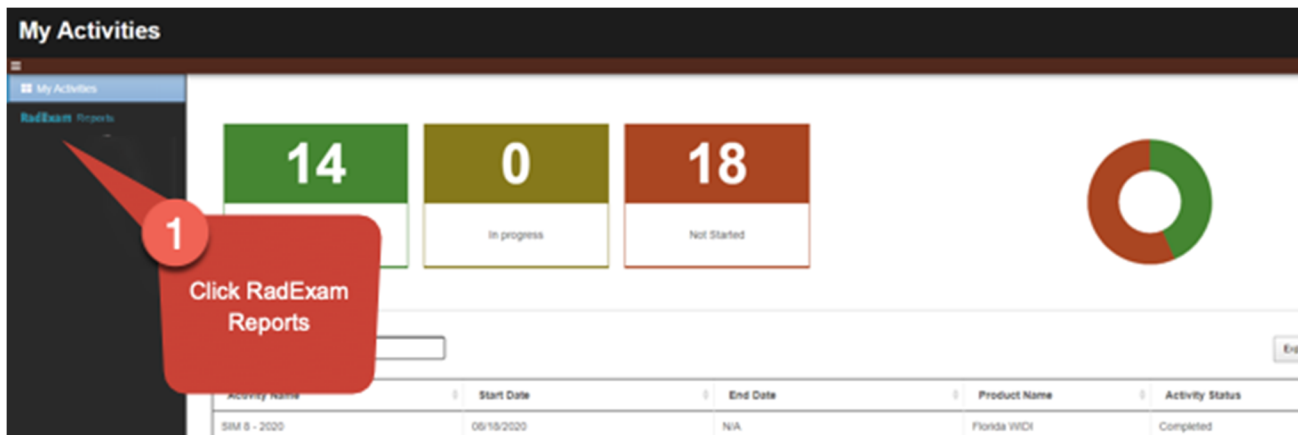 My Activities
My Activities
RadExam Reports
14
0
18
In progress
Not Started
1
Click RadExam
Reports
Activity Name
Start Date
End Date
Product Name
Activity Status
SIM 8 - 2020
08/18/2020
N/A
Florida WIDI
Completed